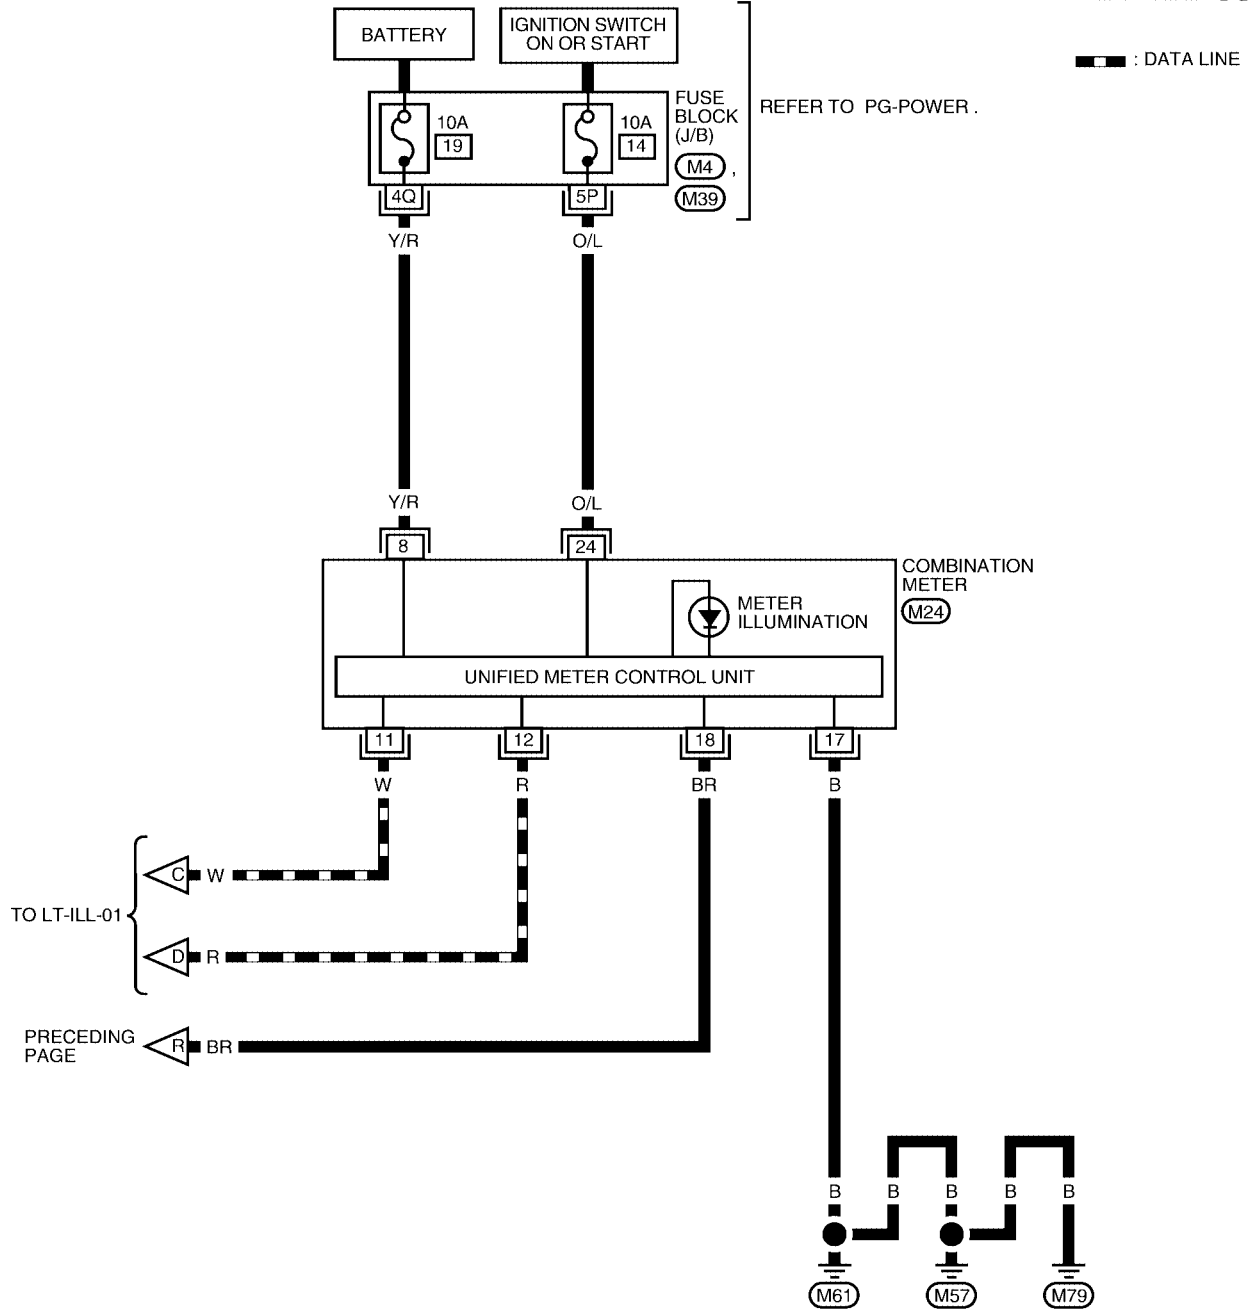 : DATA LINE
BATTERY
IGNITION SWITCH
ON OR START
REFER TO PG-POWER .
FUSE
BLOCK
(J/B)
M4 ,
M39
10A
19
10A
14
4Q
5P
Y/R
O/L
Y/R
O/L
8
24
COMBINATION
METER
M24
METER
ILLUMINATION
UNIFIED METER CONTROL UNIT
11
12
18
17
W
R
BR
B
C W
TO LT-ILL-01
D R
PRECEDING
PAGE
R BR
B
B
B
B
B
M61
M57
M79